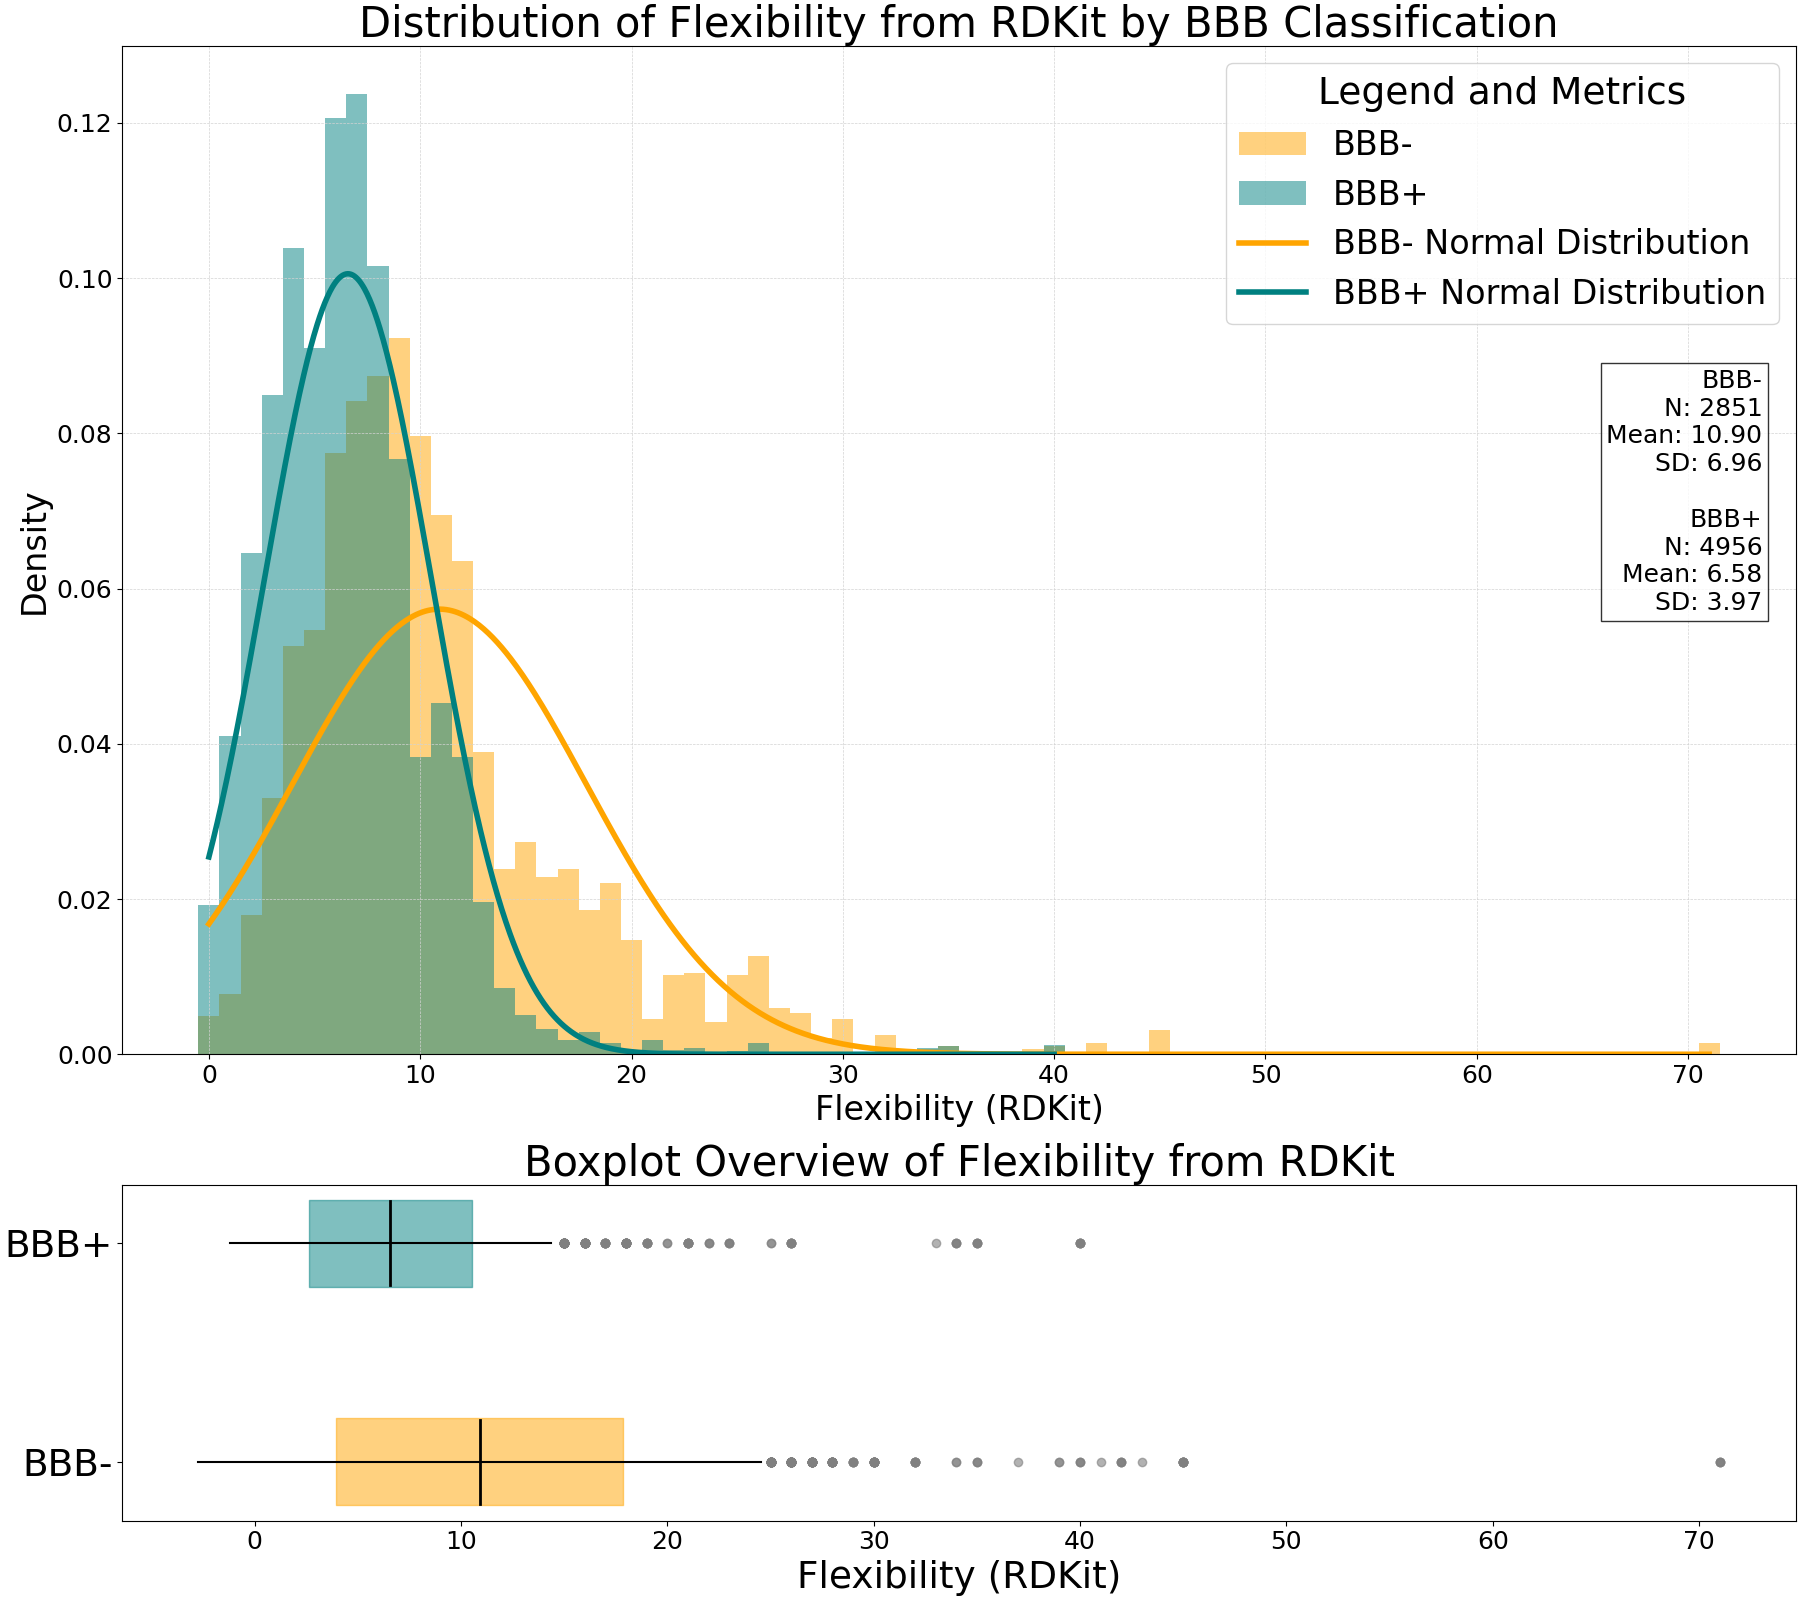 Distribution of Flexibility from RDKit by BBB Classification
Legend and Metrics
BBB-
BBB+
BBB- Normal Distribution
BBB+ Normal Distribution
BBB-
N: 2851
Mean: 10.90
SD: 6.96
BBB+
N: 4956
Mean: 6.58
SD: 3.97
Density
0.12
0.10
0.08
0.06
0.04
0.02
0.00
0 10 20 30 40 50 60 70
Flexibility (RDKit)
Boxplot Overview of Flexibility from RDKit
BBB+
BBB-
0 10 20 30 40 50 60 70
Flexibility (RDKit)